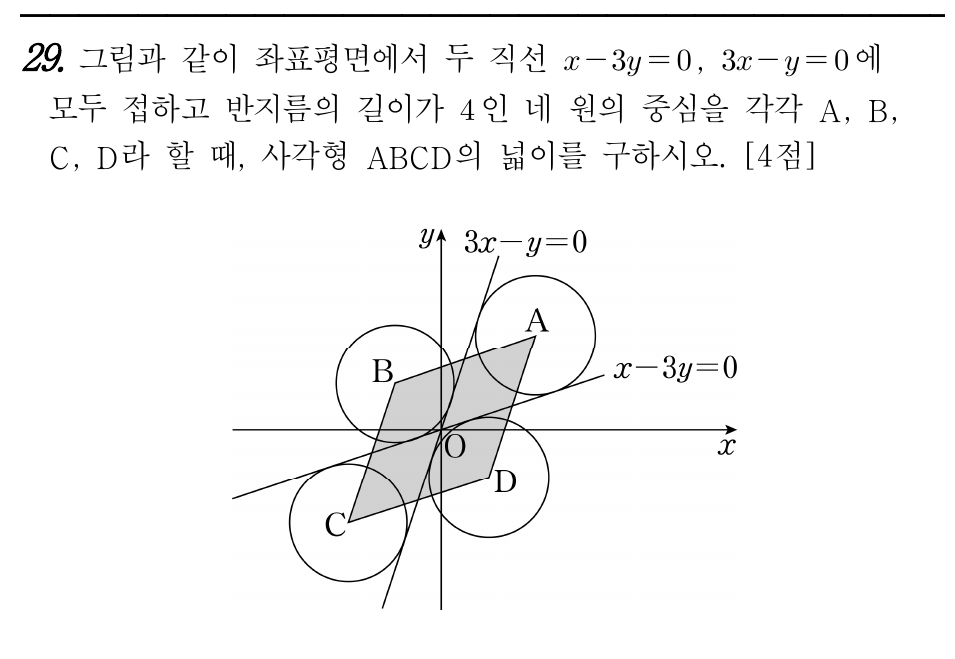 29. 그림과 같이 좌표평면에서 두 직선 x-3y=0, 3x-y=0에
모두 접하고 반지름의 길이가 4인 네 원의 중심을 각각 A, B,
C, D라 할 때, 사각형 ABCD의 넓이를 구하시오. [4점]
y 3x-y=0
A
B x-3y=0
O x
D
C